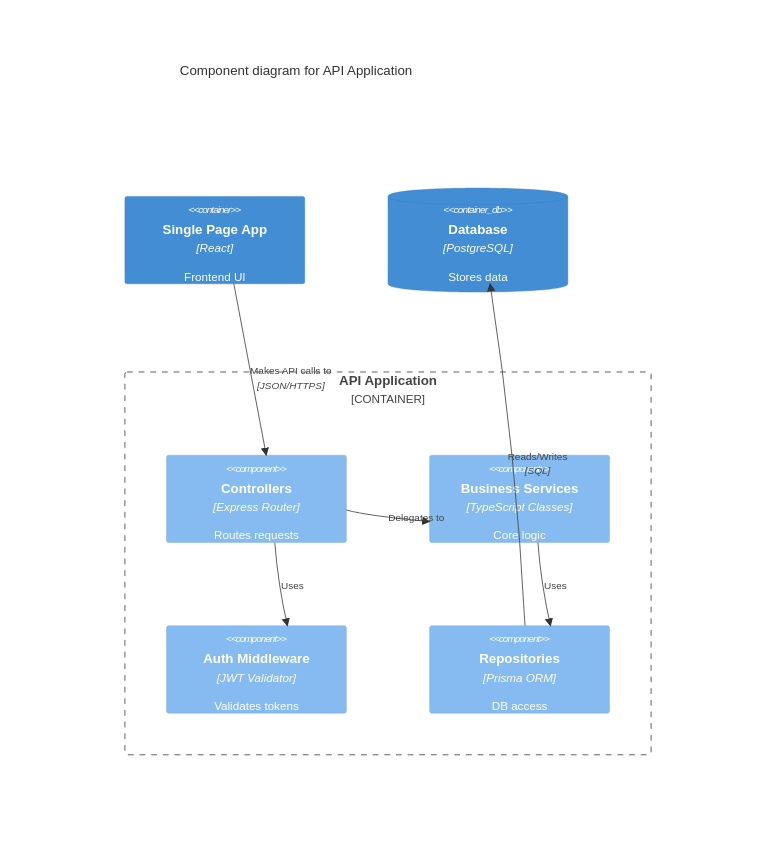 Component diagram for API Application
<<container>>
Single Page App
[React]
Frontend UI
<<container_db>>
Database
[PostgreSQL]
Stores data
Makes API calls to
[JSON/HTTPS]
API Application
[CONTAINER]
<<component>>
Controllers
[Express Router]
Routes requests
Delegates to
Reads/Writes
[SQL]
<<component>>
Business Services
[TypeScript Classes]
Core logic
Uses
Uses
<<component>>
Auth Middleware
[JWT Validator]
Validates tokens
<<component>>
Repositories
[Prisma ORM]
DB access